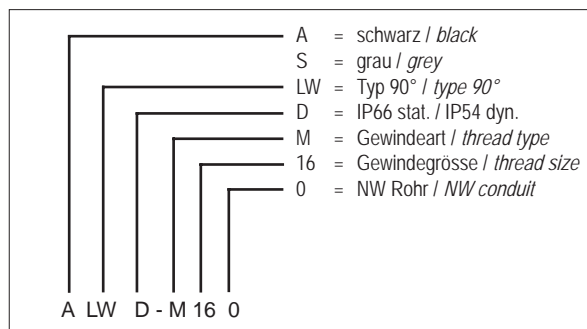 A = schwarz / black
S = grau / grey
LW = Typ 90° / type 90°
D = IP66 stat. / IP54 dyn.
M = Gewindeart / thread type
16 = Gewindegrösse / thread size
0 = NW Rohr / NW conduit
A LW D - M 16 0